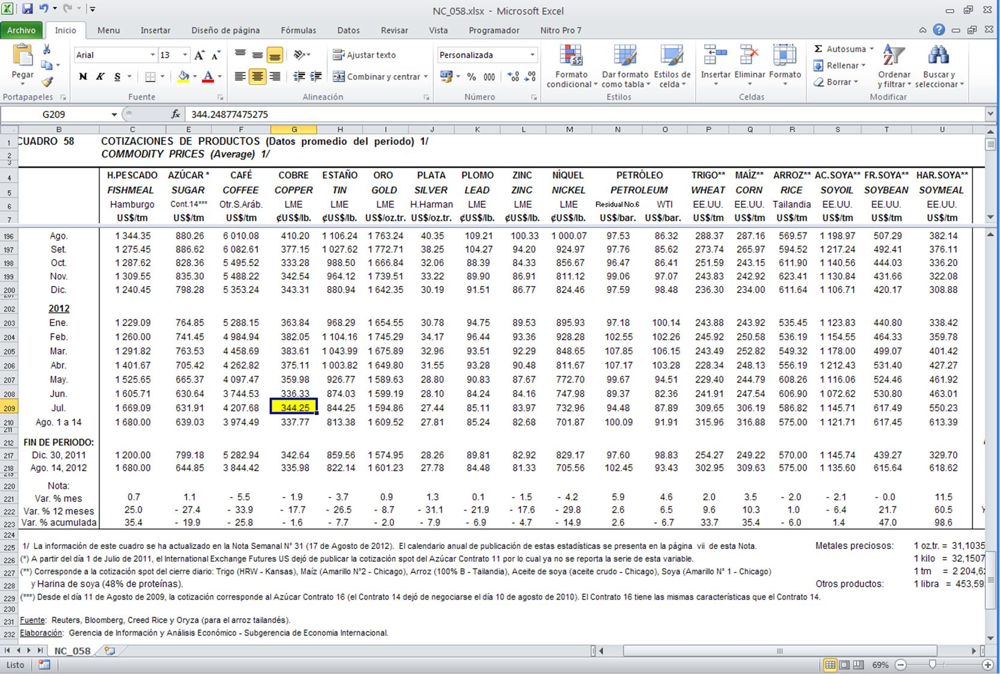 NC_058.xlsx - Microsoft Excel
Archivo Inicio Menu Insertar Diseño de página Fórmulas Datos Revisar Vista Programador Nitro Pro 7
Pegar
Portapapeles
Arial 13
N K S
Fuente
Ajustar texto
Combinar y centrar
Alineación
Personalizada
% 000
Número
Formato condicional
Dar formato como tabla
Estilos de celda
Estilos
Insertar Eliminar Formato
Celdas
Autosuma
Rellenar
Borrar
Ordenar y filtrar
Buscar y seleccionar
Modificar
G209 fx 344.24877475275
B C E F G H I J K L M N O P Q R S T U
1 CUADRO 58 COTIZACIONES DE PRODUCTOS (Datos promedio del periodo) 1/
2 COMMODITY PRICES (Average) 1/
3
4 H.PESCADO AZÚCAR * CAFÉ COBRE ESTAÑO ORO PLATA PLOMO ZINC NÍQUEL PETRÓLEO TRIGO** MAÍZ** ARROZ** AC.SOYA** FR.SOYA** HAR.SOYA**
5 FISHMEAL SUGAR COFFEE COPPER TIN GOLD SILVER LEAD ZINC NICKEL PETROLEUM WHEAT CORN RICE SOYOIL SOYBEAN SOYMEAL
6 Hamburgo Cont.14*** Otr.S.Aráb. LME LME LME H.Harman LME LME LME Residual No.6 WTI EE.UU. EE.UU. Tailandia EE.UU. EE.UU. EE.UU.
7 US$/tm US$/tm US$/tm ¢US$/lb. ¢US$/lb. US$/oz.tr. US$/oz.tr. ¢US$/lb. ¢US$/lb. ¢US$/lb. US$/bar. US$/bar. US$/tm US$/tm US$/tm US$/tm US$/tm US$/tm
196 Ago. 1 344.35 880.26 6 010.08 410.20 1 106.24 1 763.24 40.35 109.21 100.33 1 000.07 97.53 86.32 288.37 287.16 569.57 1 198.97 507.29 382.14
197 Set. 1 275.45 886.62 6 082.61 377.15 1 027.62 1 772.71 38.25 104.27 94.20 924.97 97.76 85.62 273.74 265.97 594.52 1 217.24 492.41 376.11
198 Oct. 1 287.62 828.36 5 495.52 333.28 988.50 1 666.84 32.06 88.39 84.33 856.67 96.47 86.41 251.59 243.15 611.90 1 140.56 444.03 336.20
199 Nov. 1 309.55 835.30 5 488.22 342.54 964.12 1 739.51 33.22 89.90 86.91 811.12 99.06 97.07 243.83 242.92 623.41 1 130.84 431.66 322.08
200 Dic. 1 240.45 798.28 5 353.24 343.31 880.94 1 642.35 30.19 91.51 86.77 824.46 97.59 98.48 236.30 234.00 611.64 1 106.71 420.17 308.88
201
202 2012
203 Ene. 1 229.09 764.85 5 288.15 363.84 968.29 1 654.55 30.78 94.75 89.53 895.93 97.18 100.14 243.88 243.92 535.45 1 123.83 440.80 338.42
204 Feb. 1 260.00 741.45 4 984.94 382.05 1 104.16 1 745.29 34.17 96.44 93.36 928.28 102.55 102.26 245.92 250.58 536.19 1 154.55 464.33 359.78
205 Mar. 1 291.82 763.53 4 458.69 383.61 1 043.99 1 675.89 32.96 93.51 92.29 848.65 107.85 106.15 243.49 252.82 549.32 1 178.00 499.07 401.42
206 Abr. 1 401.67 705.42 4 262.82 375.11 1 003.82 1 649.80 31.55 93.28 90.48 811.67 107.17 103.28 228.34 248.13 556.19 1 212.43 531.40 427.27
207 May. 1 525.65 665.37 4 097.47 359.98 926.77 1 589.63 28.80 90.83 87.67 772.70 99.67 94.51 229.40 244.79 608.26 1 116.06 524.46 461.92
208 Jun. 1 605.71 630.64 3 744.53 336.33 874.03 1 599.19 28.10 84.24 84.16 747.98 89.37 82.36 241.91 247.54 606.90 1 072.62 530.80 463.01
209 Jul. 1 669.09 631.91 4 207.68 344.25 844.25 1 594.86 27.44 85.11 83.97 732.96 94.48 87.89 309.65 306.19 586.82 1 145.71 617.49 550.23
210 Ago. 1 a 14 1 680.00 639.03 3 974.49 337.77 813.38 1 609.52 27.81 85.24 82.68 701.87 100.09 91.91 315.96 316.88 575.00 1 121.71 617.45 613.39
211
212 FIN DE PERIODO:
217 Dic. 30, 2011 1 200.00 799.18 5 282.94 342.64 859.56 1 574.95 28.26 89.81 82.92 829.17 97.60 98.83 254.27 249.22 570.00 1 145.74 439.27 329.70
218 Ago. 14, 2012 1 680.00 644.85 3 844.42 335.98 822.14 1 601.23 27.78 84.48 81.33 705.56 102.45 93.43 302.95 309.63 575.00 1 135.60 615.64 618.62
219
220 Nota:
221 Var. % mes 0.7 1.1 - 5.5 - 1.9 - 3.7 0.9 1.3 0.1 - 1.5 - 4.2 5.9 4.6 2.0 3.5 - 2.0 - 2.1 - 0.0 11.5
222 Var. % 12 meses 25.0 - 27.4 - 33.9 - 17.7 - 26.5 - 8.7 - 31.1 - 21.9 - 17.6 - 29.8 2.6 6.5 9.6 10.3 1.0 - 6.4 21.7 60.5
223 Var. % acumulada 35.4 - 19.9 - 25.8 - 1.6 - 7.7 - 2.0 - 7.9 - 6.9 - 4.7 - 14.9 2.6 - 6.7 33.7 35.4 - 6.0 1.4 47.0 98.6
224
225 1/ La información de este cuadro se ha actualizado en la Nota Semanal N° 31 (17 de Agosto de 2012). El calendario anual de publicación de estas estadísticas se presenta en la página vii de esta Nota. Metales preciosos: 1 oz.tr. = 31,1035
226 (*) A partir del día 1 de Julio de 2011, el International Exchange Futures US dejó de publicar la cotización spot del Azúcar Contrato 11 por lo cual ya no se reporta la serie de esta variable. 1 kilo = 32,1507
227 (**) Corresponde a la cotización spot del cierre diario: Trigo (HRW - Kansas), Maíz (Amarillo N°2 - Chicago), Arroz (100% B - Tailandia), Aceite de soya (aceite crudo - Chicago), Soya (Amarillo N° 1 - Chicago) 1 tm = 2 204,6
228 y Harina de soya (48% de proteínas). Otros productos: 1 libra = 453,59
229 (***) Desde el día 11 de Agosto de 2009, la cotización corresponde al Azúcar Contrato 16 (el Contrato 14 dejó de negociarse el día 10 de agosto de 2010). El Contrato 16 tiene las mismas características que el Contrato 14.
230
231 Fuente: Reuters, Bloomberg, Creed Rice y Oryza (para el arroz tailandés).
232 Elaboración: Gerencia de Información y Análisis Económico - Subgerencia de Economia Internacional.
NC_058
Listo 69%